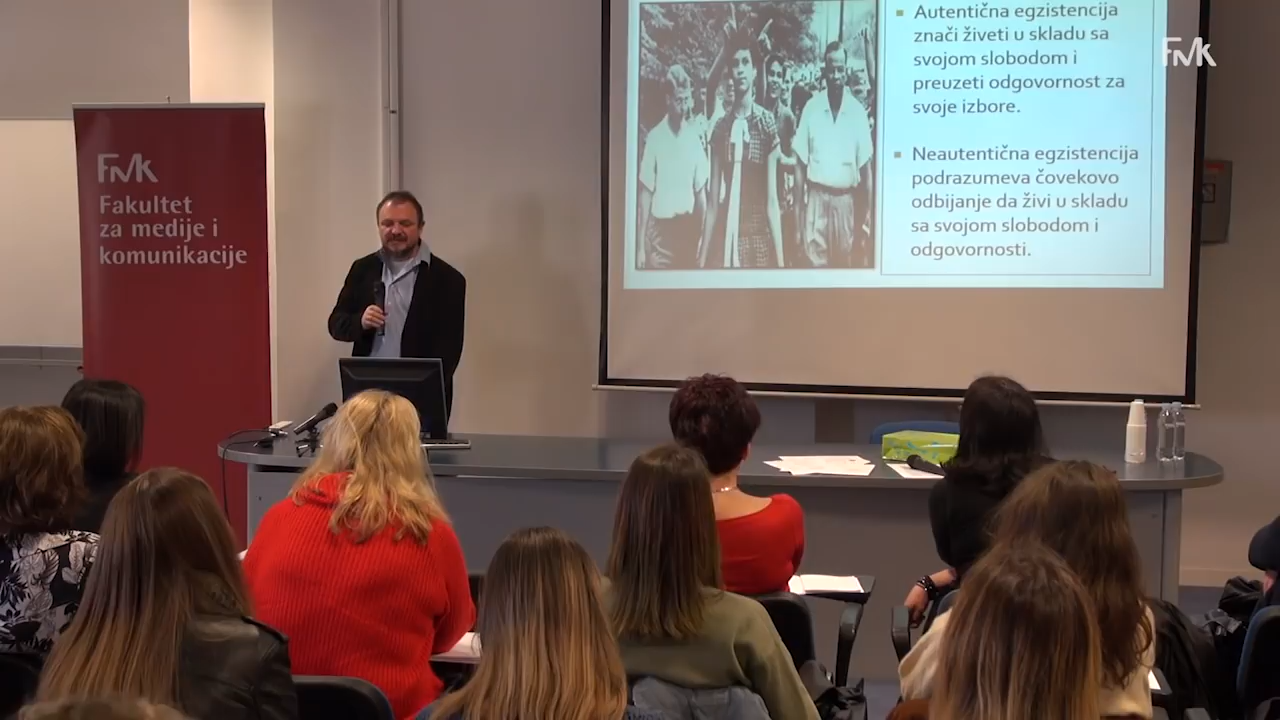 Autentična egzistencija
znači živeti u skladu sa
svojom slobodom i
preuzeti odgovornost za
svoje izbore.
Neautentična egzistencija
podrazumeva čovekovo
odbijanje da živi u skladu
sa svojom slobodom i
odgovornosti.
FMK
FMK
Fakultet
za medije i
komunikacije